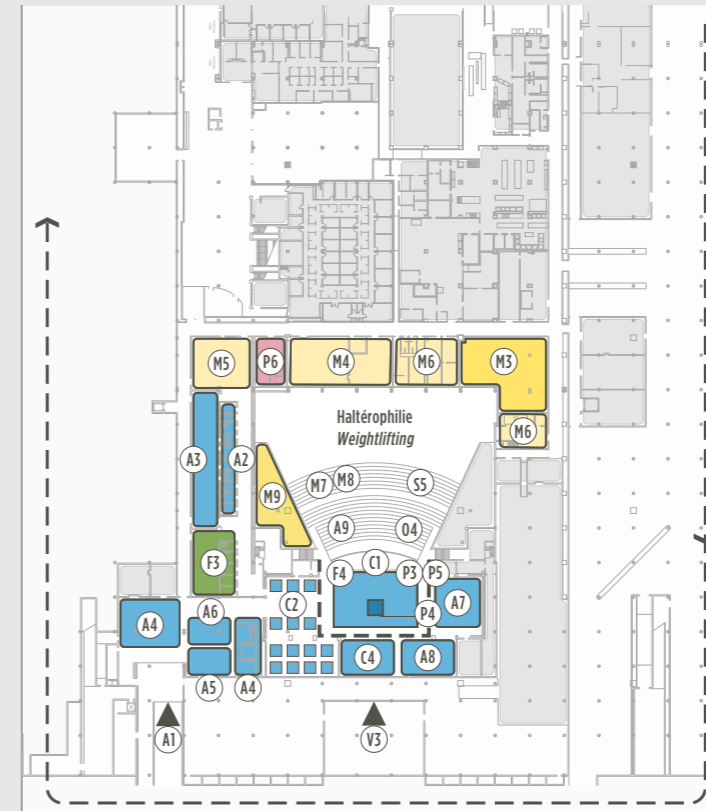 M5
P6
M4
M6
M3
Haltérophilie
Weightlifting
M6
A3
A2
M9
M7
M8
S5
A9
O4
F3
F4
C1
P3
P5
C2
A4
A6
A7
P4
A5
A4
C4
A8
A1
V3